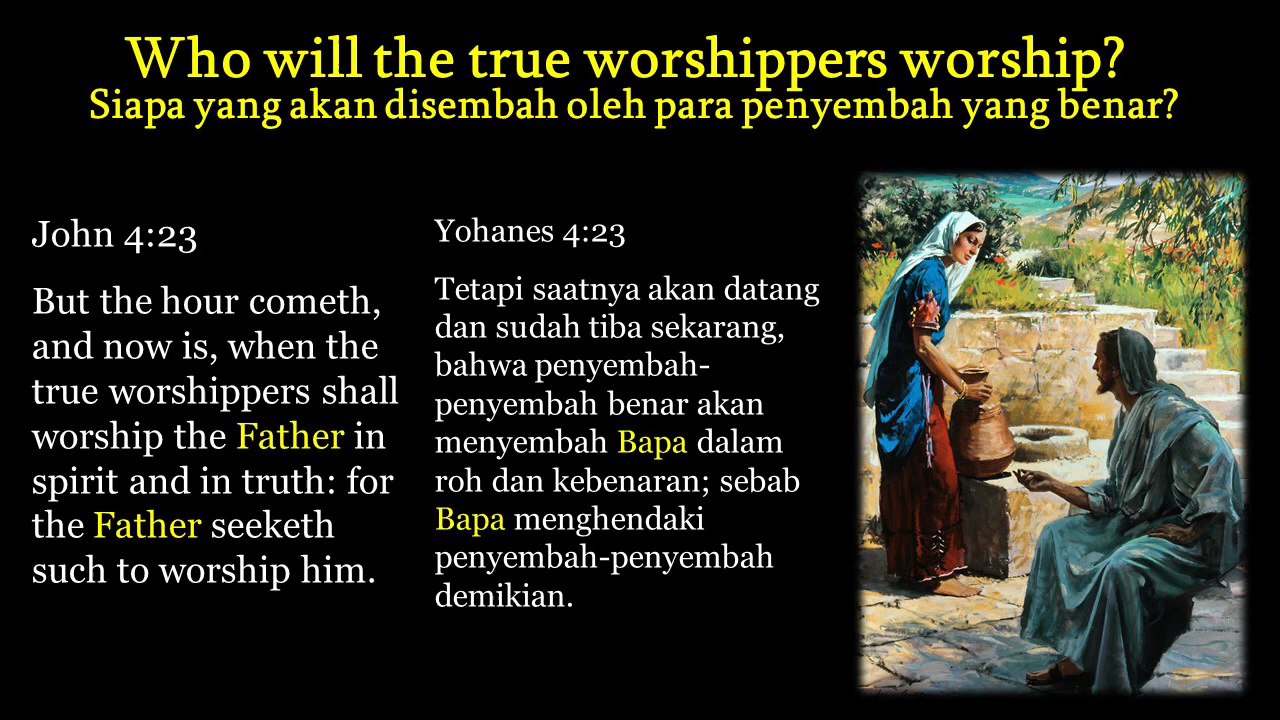 Who will the true worshippers worship?
Siapa yang akan disembah oleh para penyembah yang benar?
John 4:23
But the hour cometh,
and now is, when the
true worshippers shall
worship the Father in
spirit and in truth: for
the Father seeketh
such to worship him.
Yohanes 4:23
Tetapi saatnya akan datang
dan sudah tiba sekarang,
bahwa penyembah-
penyembah benar akan
menyembah Bapa dalam
roh dan kebenaran; sebab
Bapa menghendaki
penyembah-penyembah
demikian.